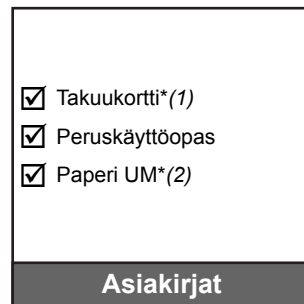 ☑ Takuukortti*(1)
☑ Peruskäyttöopas
☑ Paperi UM*(2)
Asiakirjat